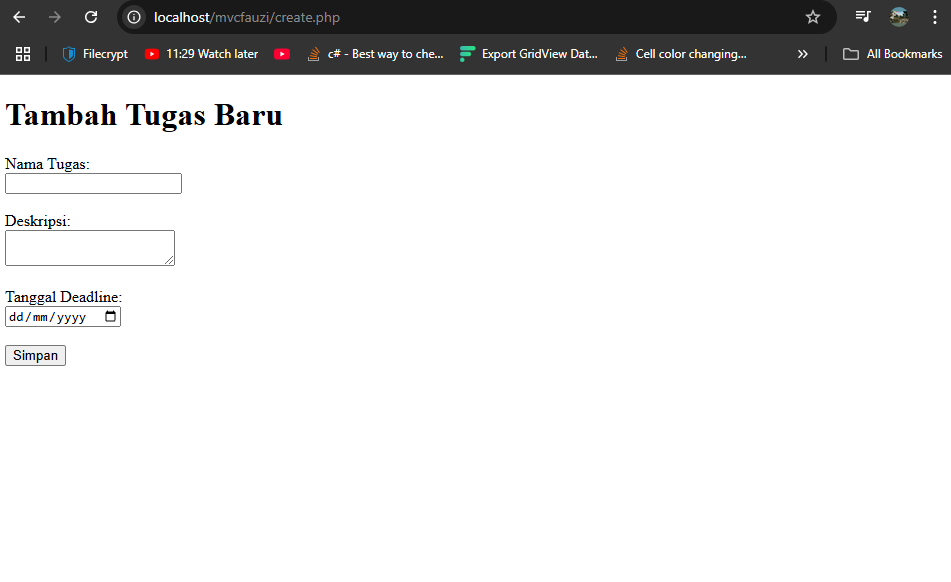 localhost/mvcfauzi/create.php
Filecrypt 11:29 Watch later c# - Best way to che... Export GridView Dat... Cell color changing... » All Bookmarks
Tambah Tugas Baru
Nama Tugas:
Deskripsi:
Tanggal Deadline:
dd/mm/yyyy
Simpan